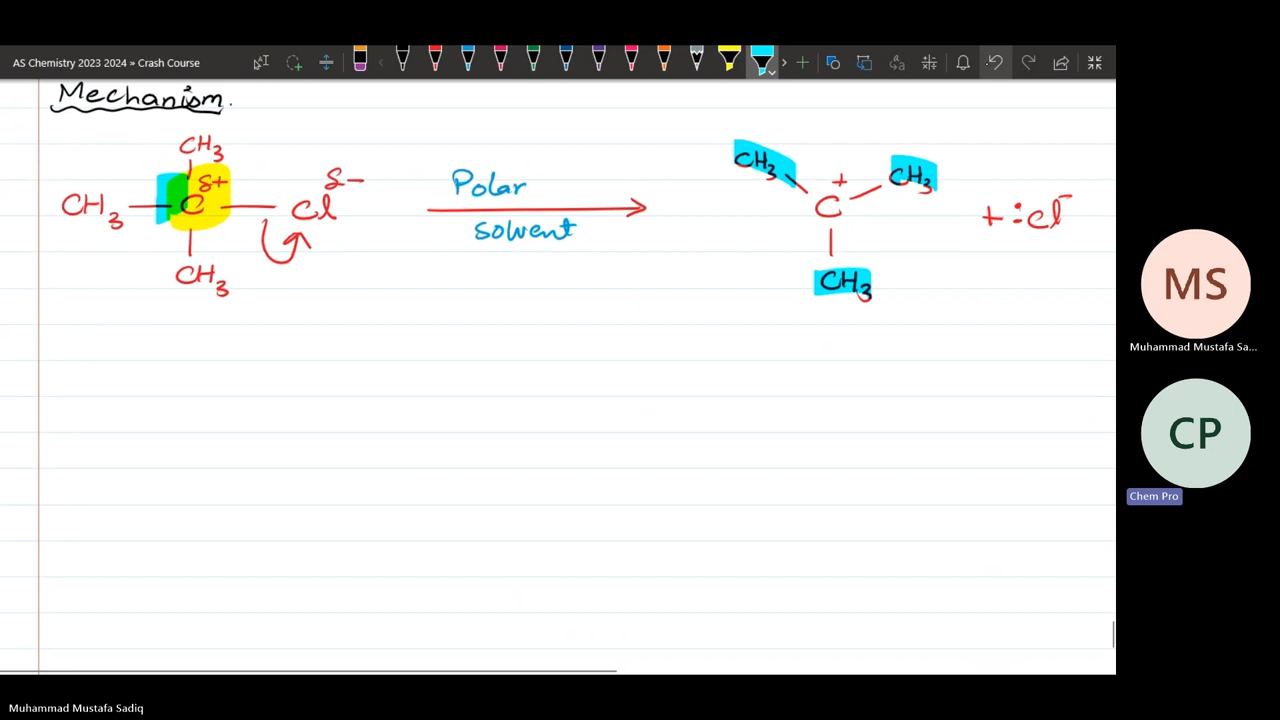 AS Chemistry 2023 2024 » Crash Course
Mechanism.
CH3
CH3 — C δ+ — Cl δ−
CH3
Polar
solvent
CH3 CH3
C +
CH3
+ :Cl−
MS
Muhammad Mustafa Sa...
CP
Chem Pro
Muhammad Mustafa Sadiq